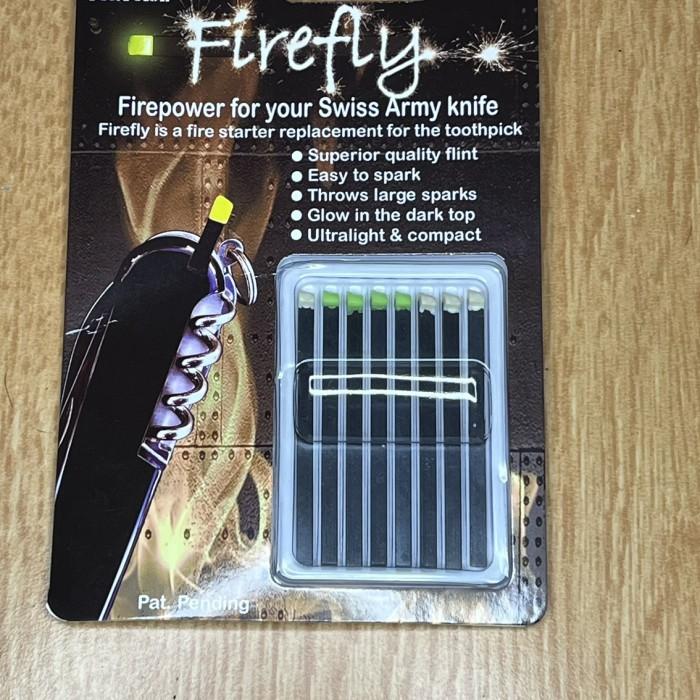 Firefly
Firepower for your Swiss Army knife
Firefly is a fire starter replacement for the toothpick
● Superior quality flint
● Easy to spark
● Throws large sparks
● Glow in the dark top
● Ultralight & compact
Pat. Pending